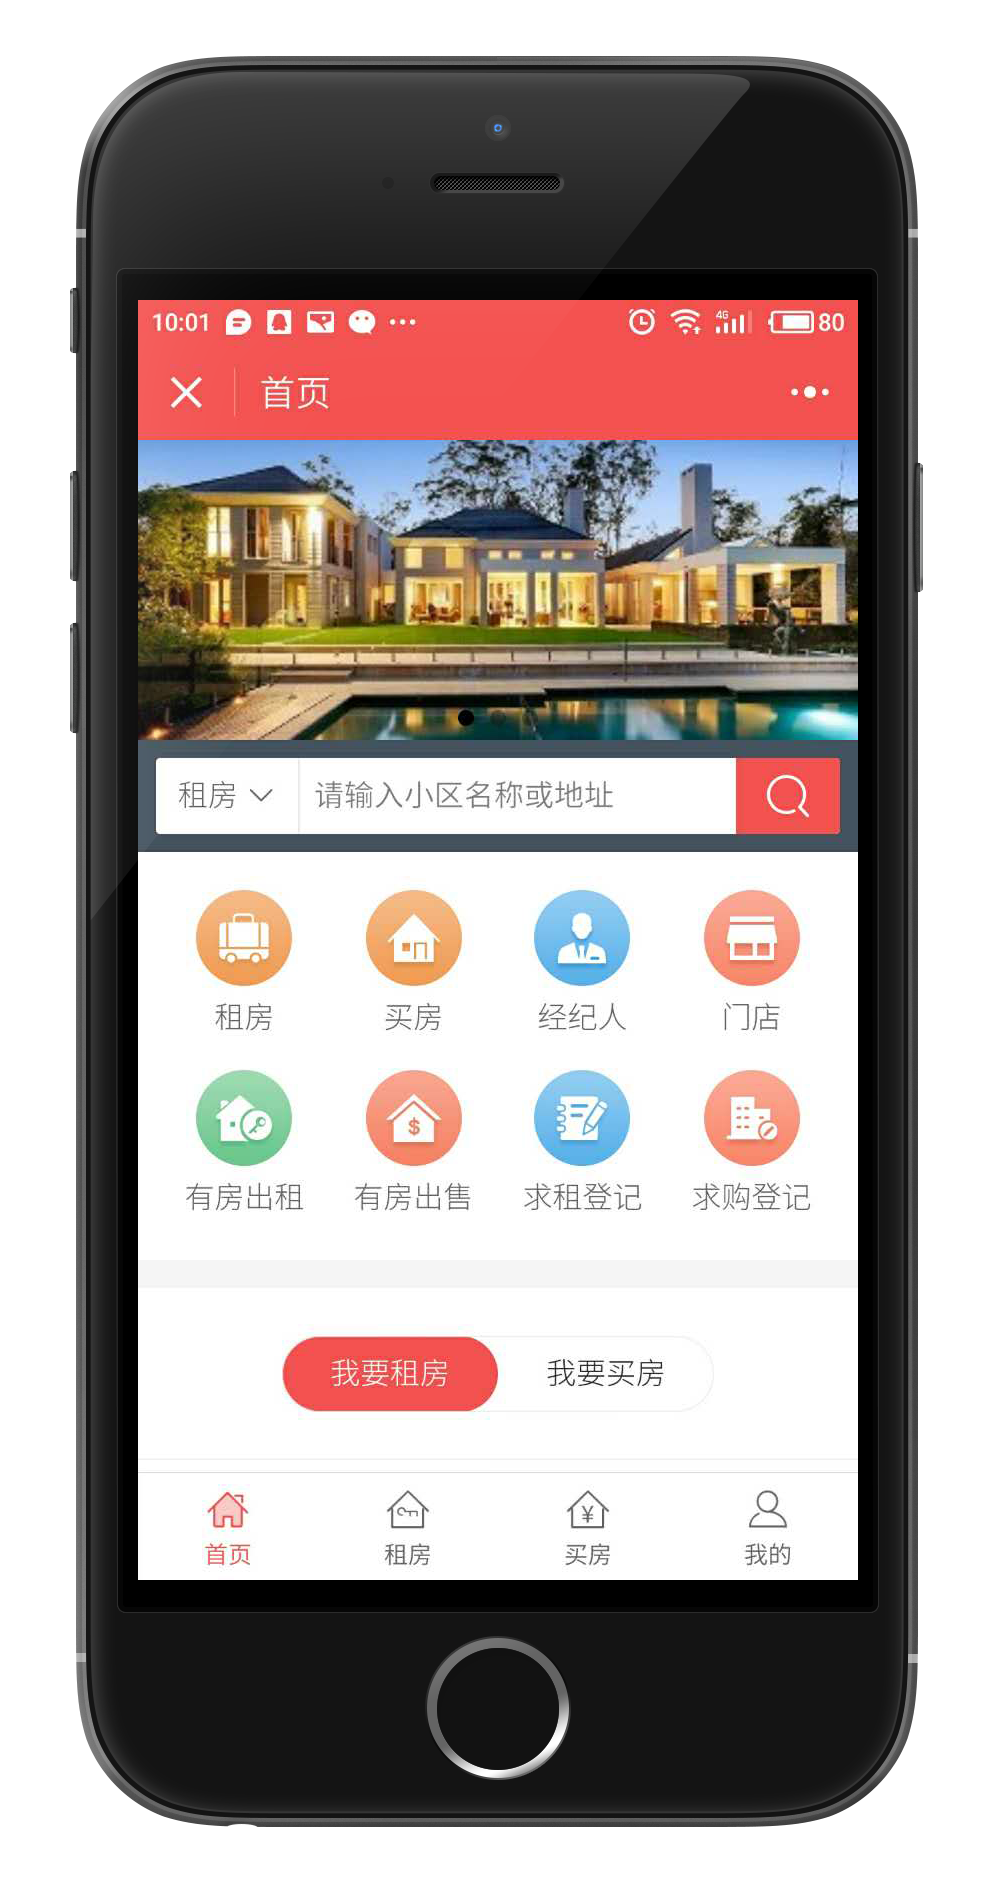 10:01 4G 80
首页
租房 请输入小区名称或地址
租房 买房 经纪人 门店
$
有房出租 有房出售 求租登记 求购登记
我要租房 我要买房
¥
首页 租房 买房 我的